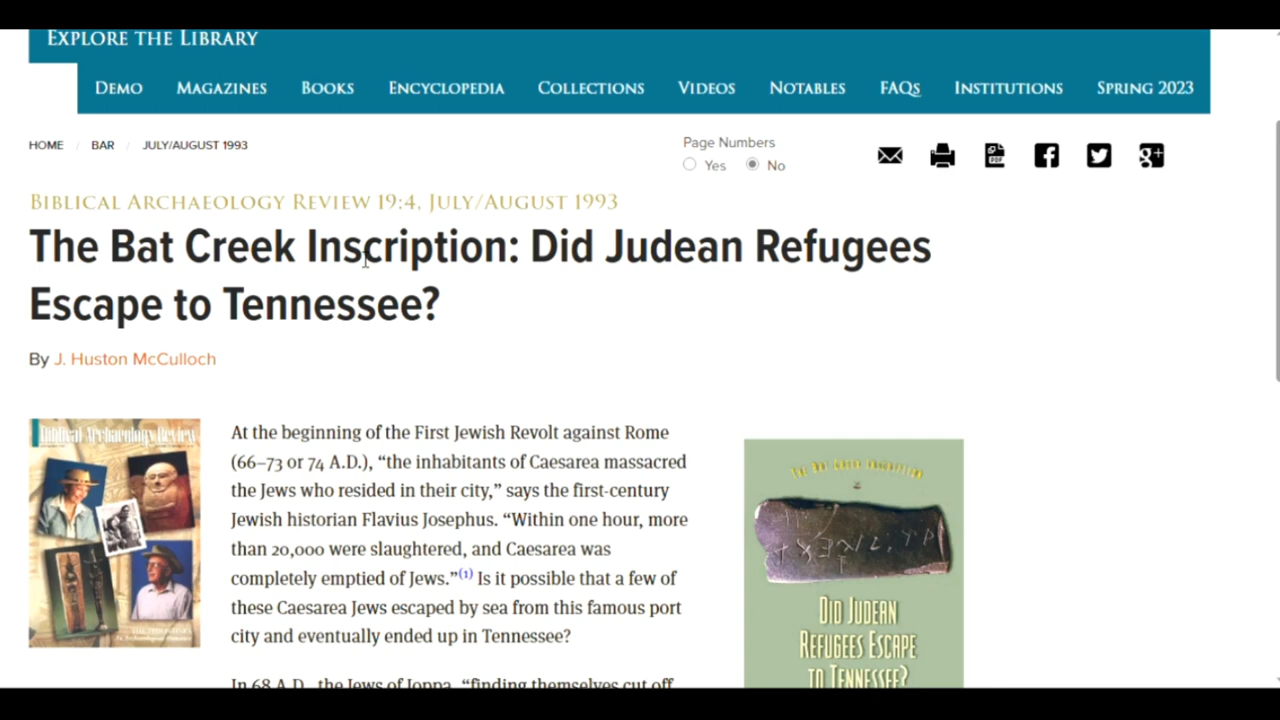 Explore the Library
Demo Magazines Books Encyclopedia Collections Videos Notables FAQs Institutions Spring 2023
HOME / BAR / JULY/AUGUST 1993
Page Numbers
Yes No
Biblical Archaeology Review 19:4, July/August 1993
The Bat Creek Inscription: Did Judean Refugees
Escape to Tennessee?
By J. Huston McCulloch
Biblical Archaeology Review
At the beginning of the First Jewish Revolt against Rome
(66–73 or 74 A.D.), “the inhabitants of Caesarea massacred
the Jews who resided in their city,” says the first-century
Jewish historian Flavius Josephus. “Within one hour, more
than 20,000 were slaughtered, and Caesarea was
completely emptied of Jews.”(1) Is it possible that a few of
these Caesarea Jews escaped by sea from this famous port
city and eventually ended up in Tennessee?
In 68 A.D., the Jews of Joppa, “finding themselves cut off
THE BAT CREEK INSCRIPTION
DID JUDEAN
REFUGEES ESCAPE
TO TENNESSEE?